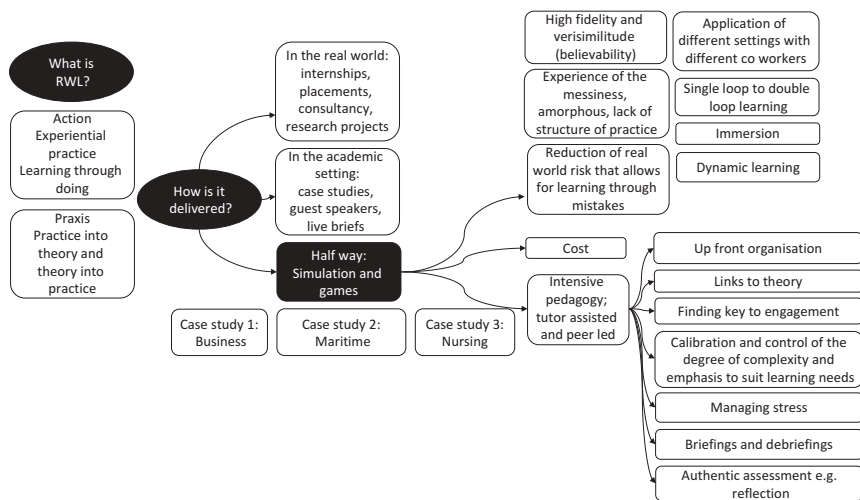 What is
RWL?
Action
Experiential
practice
Learning through
doing
Praxis
Practice into
theory and
theory into
practice
How is it
delivered?
In the real world:
internships,
placements,
consultancy,
research projects
In the academic
setting:
case studies,
guest speakers,
live briefs
Half way:
Simulation and
games
Case study 1:
Business
Case study 2:
Maritime
Case study 3:
Nursing
High fidelity and
verisimilitude
(believability)
Experience of the
messiness,
amorphous, lack of
structure of practice
Reduction of real
world risk that allows
for learning through
mistakes
Application of
different settings with
different co workers
Single loop to double
loop learning
Immersion
Dynamic learning
Cost
Intensive
pedagogy;
tutor assisted
and peer led
Up front organisation
Links to theory
Finding key to engagement
Calibration and control of the
degree of complexity and
emphasis to suit learning needs
Managing stress
Briefings and debriefings
Authentic assessment e.g.
reflection